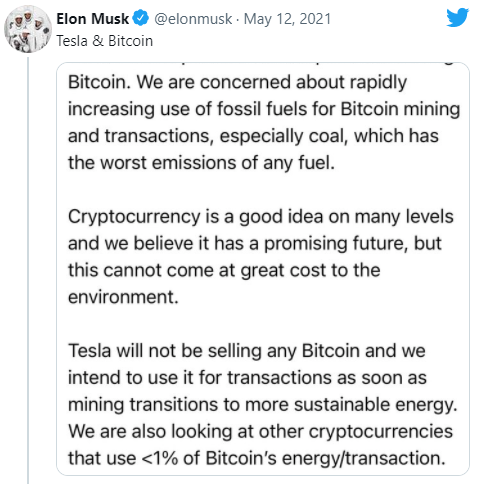 Elon Musk @elonmusk · May 12, 2021
Tesla & Bitcoin
Bitcoin. We are concerned about rapidly
increasing use of fossil fuels for Bitcoin mining
and transactions, especially coal, which has
the worst emissions of any fuel.
Cryptocurrency is a good idea on many levels
and we believe it has a promising future, but
this cannot come at great cost to the
environment.
Tesla will not be selling any Bitcoin and we
intend to use it for transactions as soon as
mining transitions to more sustainable energy.
We are also looking at other cryptocurrencies
that use <1% of Bitcoin's energy/transaction.